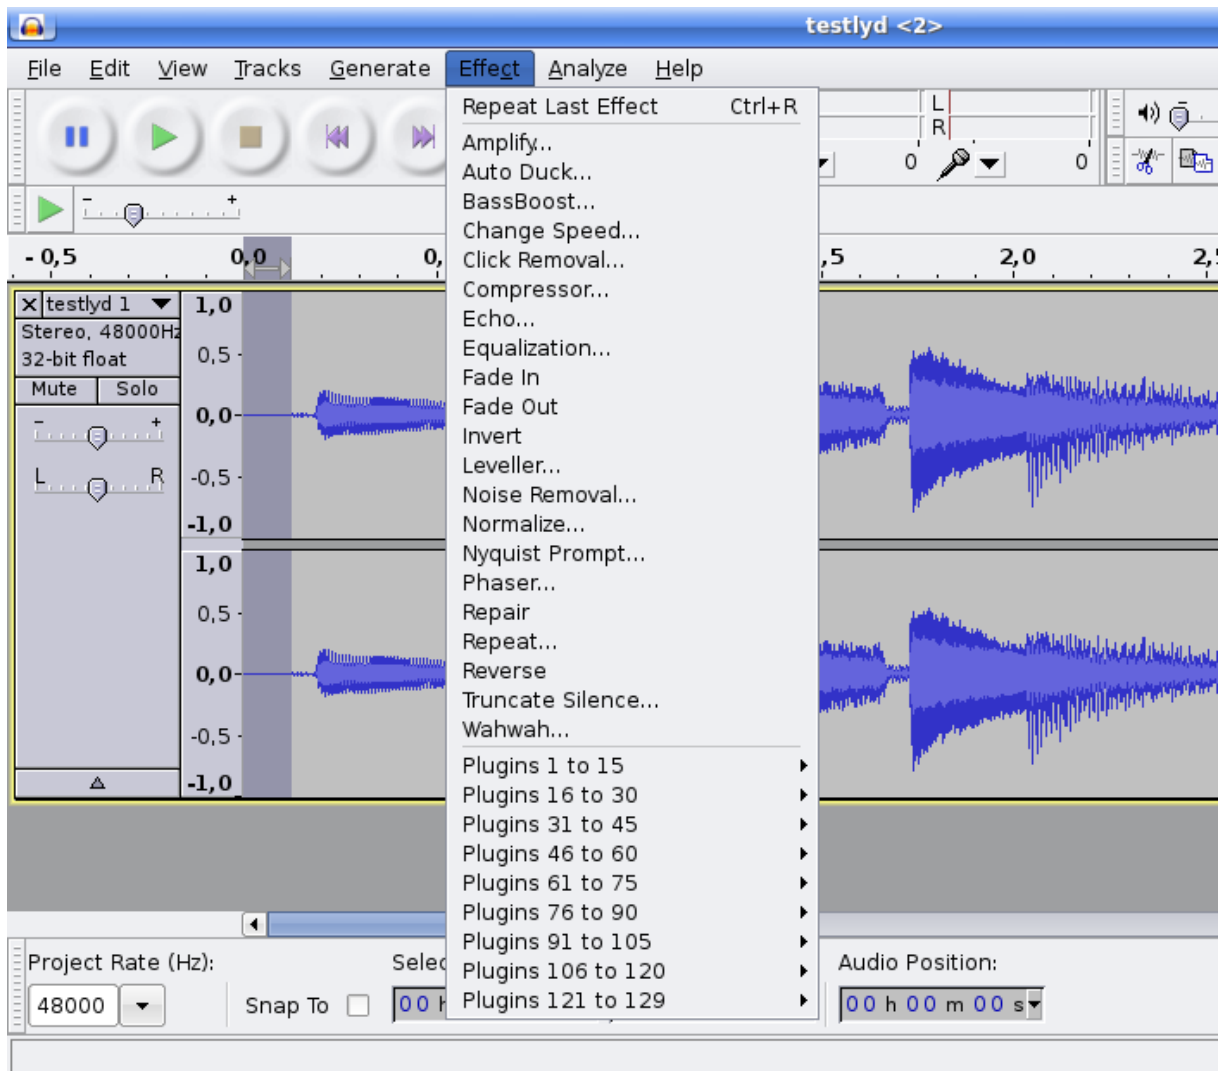 testlyd <2>
File Edit View Tracks Generate Effect Analyze Help
Repeat Last Effect Ctrl+R
Amplify...
Auto Duck...
BassBoost...
Change Speed...
Click Removal...
Compressor...
Echo...
Equalization...
Fade In
Fade Out
Invert
Leveller...
Noise Removal...
Normalize...
Nyquist Prompt...
Phaser...
Repair
Repeat...
Reverse
Truncate Silence...
Wahwah...
Plugins 1 to 15
Plugins 16 to 30
Plugins 31 to 45
Plugins 46 to 60
Plugins 61 to 75
Plugins 76 to 90
Plugins 91 to 105
Plugins 106 to 120
Plugins 121 to 129
L
R
0 0
- +
- 0,5 0,0 0, ,5 2,0 2,
testlyd 1
Stereo, 48000Hz
32-bit float
Mute Solo
- +
L R
1,0
0,5
0,0
-0,5
-1,0
1,0
0,5
0,0
-0,5
-1,0
Project Rate (Hz):
48000
Snap To
Selec
00 h
Audio Position:
00 h 00 m 00 s